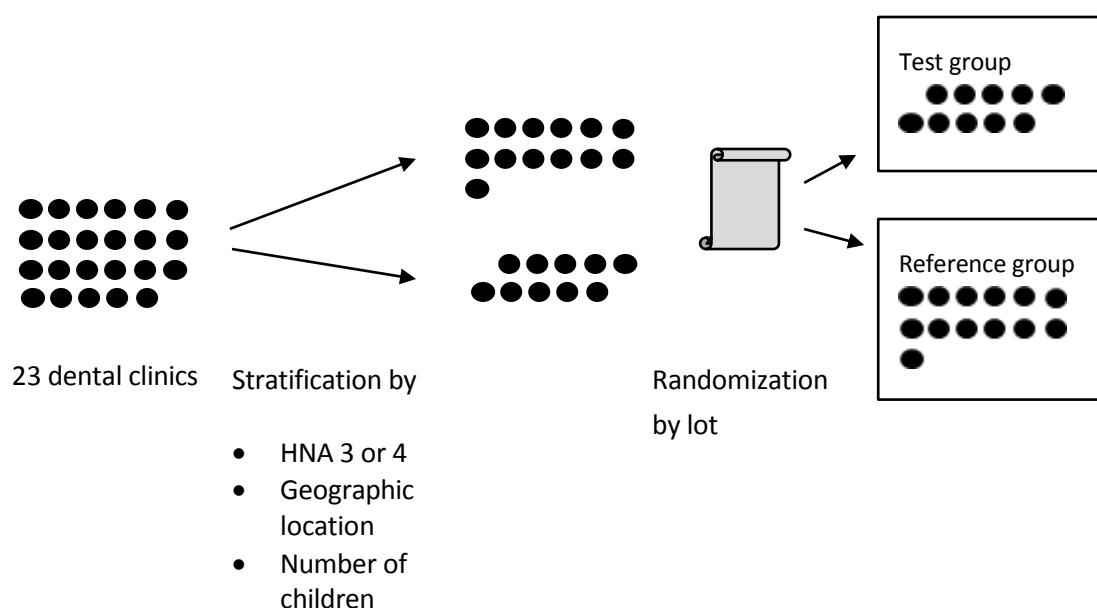 Test group
Reference group
23 dental clinics
Stratification by
• HNA 3 or 4
• Geographic
location
• Number of
children
Randomization
by lot